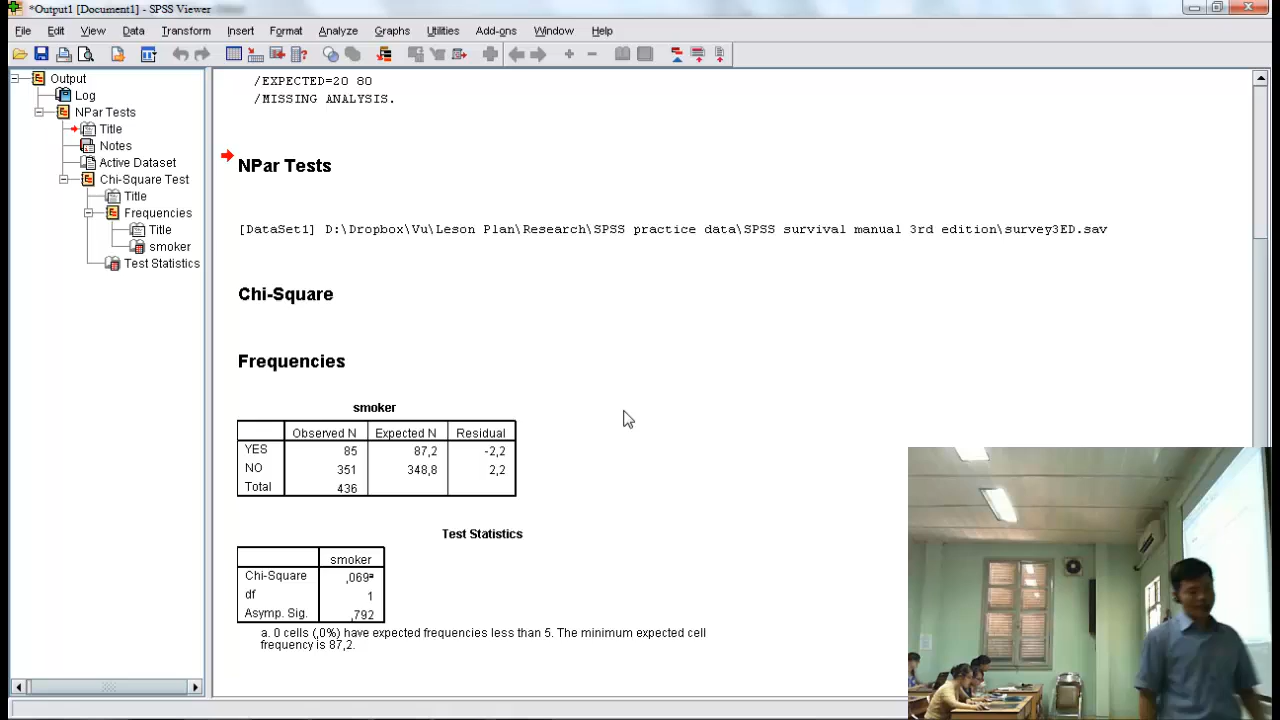 *Output1 [Document1] - SPSS Viewer
File Edit View Data Transform Insert Format Analyze Graphs Utilities Add-ons Window Help
Output
Log
NPar Tests
Title
Notes
Active Dataset
Chi-Square Test
Title
Frequencies
Title
smoker
Test Statistics
/EXPECTED=20 80
/MISSING ANALYSIS.
NPar Tests
[DataSet1] D:\Dropbox\Vu\Leson Plan\Research\SPSS practice data\SPSS survival manual 3rd edition\survey3ED.sav
Chi-Square
Frequencies
smoker
Observed N Expected N Residual
YES 85 87,2 -2,2
NO 351 348,8 2,2
Total 436
Test Statistics
smoker
Chi-Square ,069a
df 1
Asymp. Sig. ,792
a. 0 cells (,0%) have expected frequencies less than 5. The minimum expected cell
frequency is 87,2.